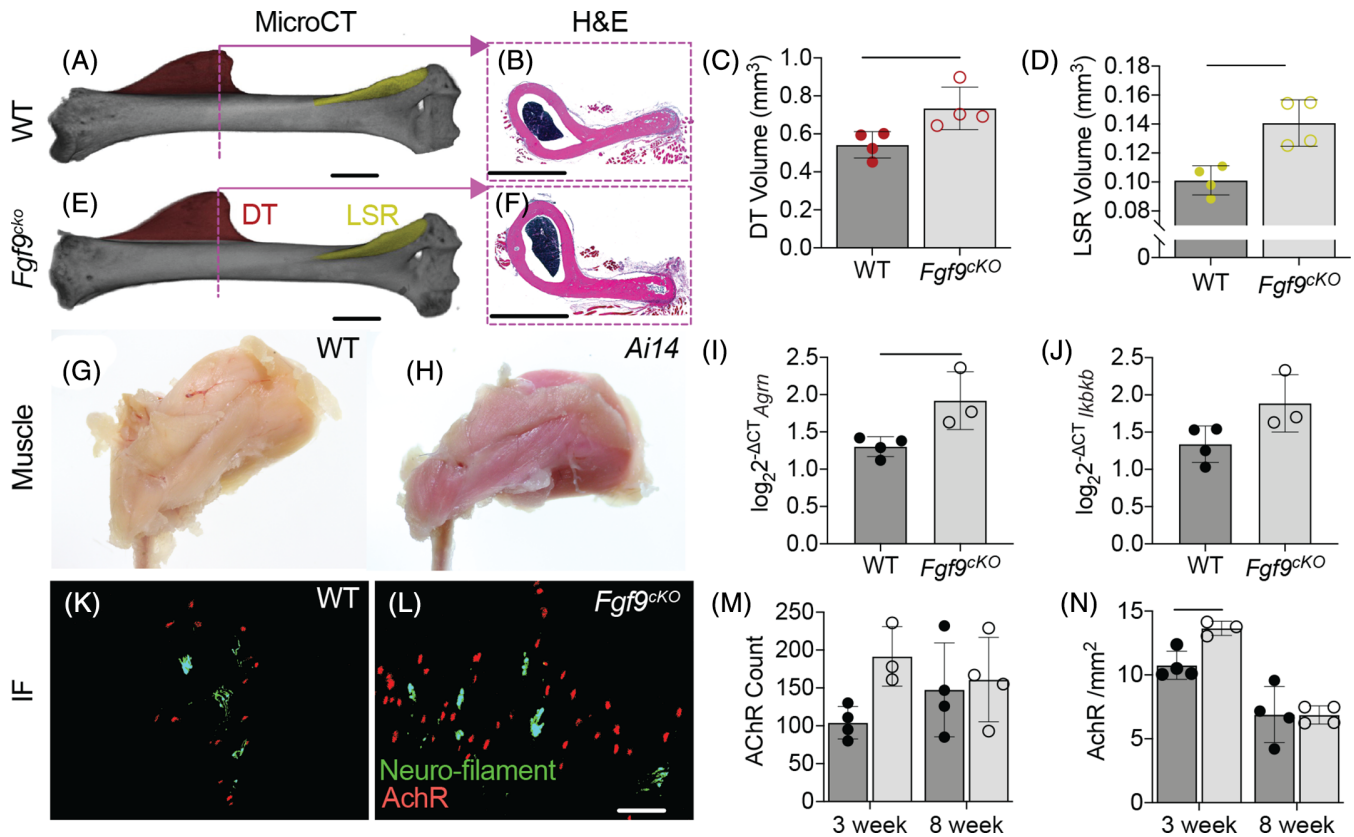 MicroCT
H&E
WT
(A)
(B)
(C)
DT Volume (mm³)
1.0
0.8
0.6
0.4
0.2
0.0
WT
Fgf9cKO
(D)
LSR Volume (mm³)
0.18
0.16
0.14
0.12
0.10
0.08
0
WT
Fgf9cKO
Fgf9cko
(E)
DT
LSR
(F)
Muscle
(G)
WT
(H)
Ai14
(I)
log₂2-ΔCT Agrn
2.5
2.0
1.5
1.0
0.5
0.0
WT
Fgf9cKO
(J)
log₂2-ΔCT Ikbkb
2.5
2.0
1.5
1.0
0.5
0.0
WT
Fgf9cKO
IF
(K)
WT
(L)
Fgf9cKO
Neuro-filament
AchR
(M)
AChR Count
250
200
150
100
50
0
3 week
8 week
(N)
AchR /mm²
15
10
5
0
3 week
8 week